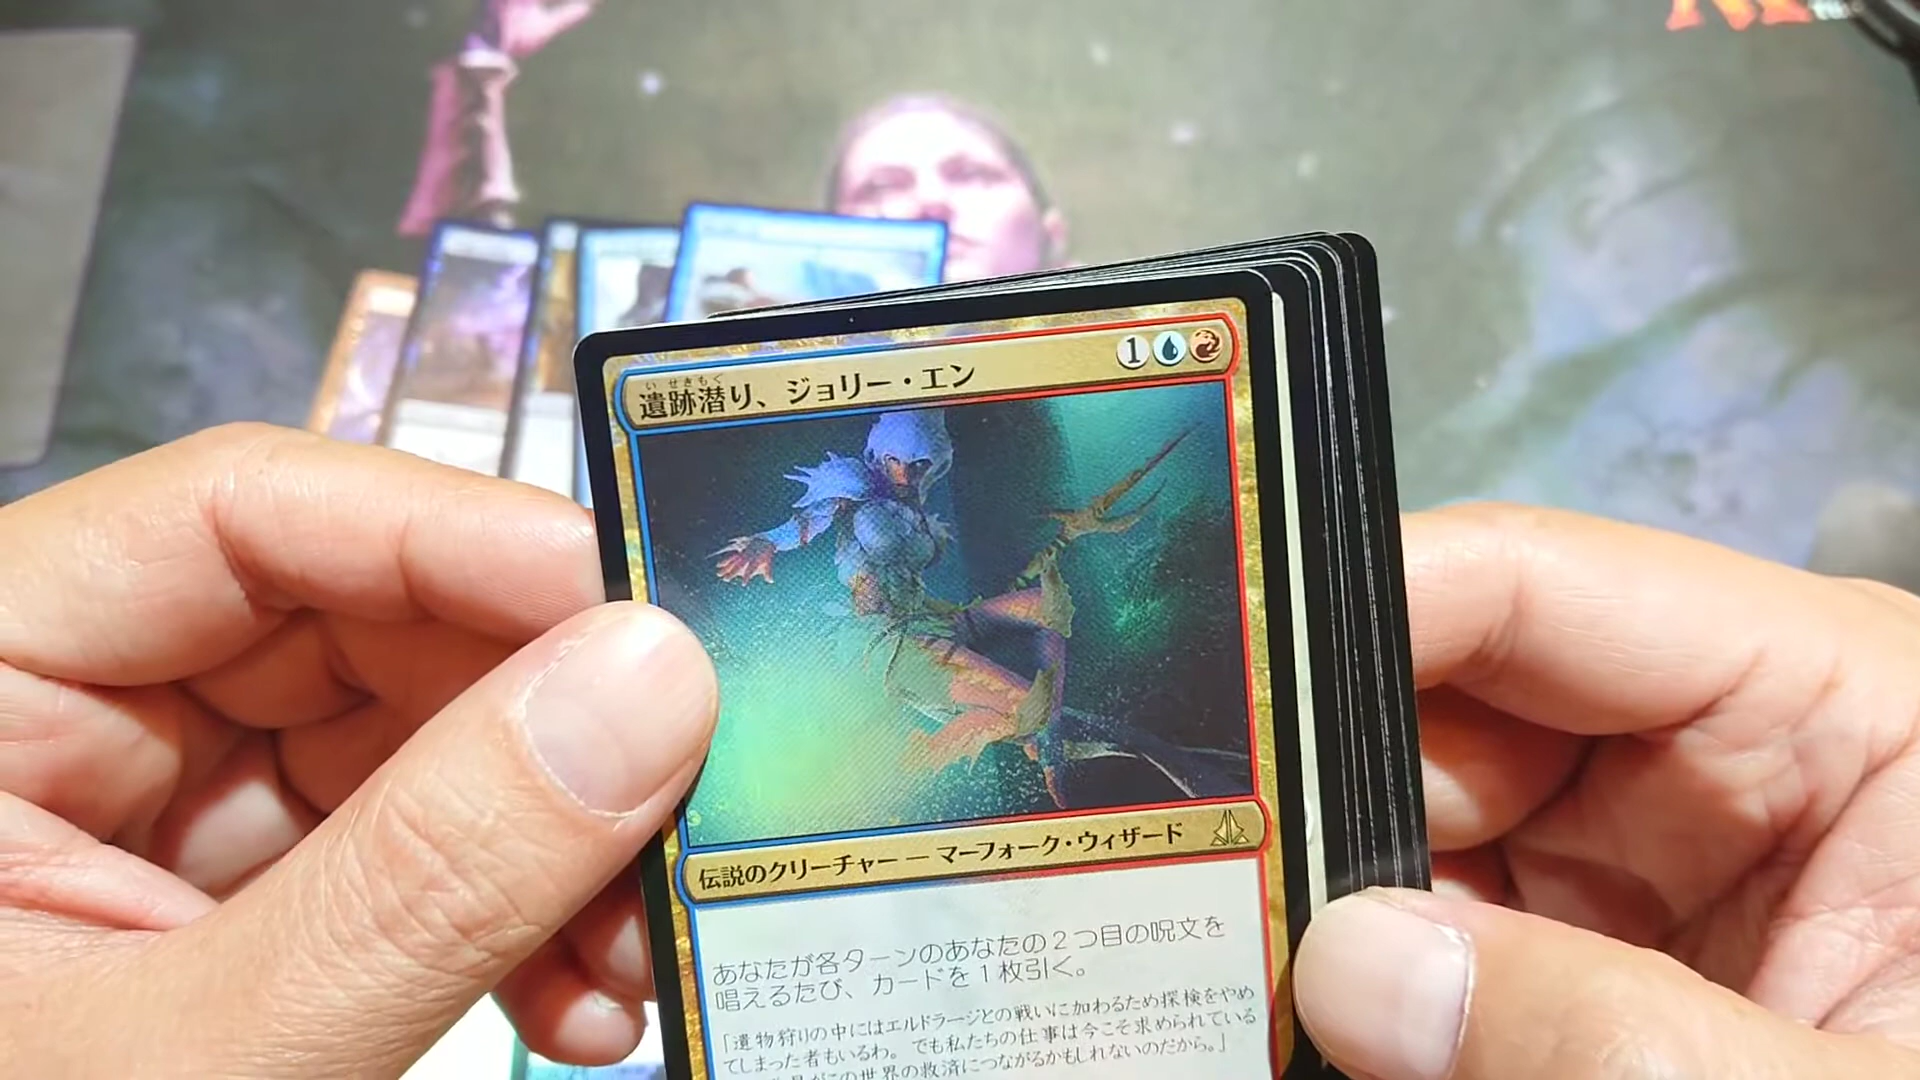 遺跡潜り、ジョリー・エン
いせきもぐ
1
伝説のクリーチャー — マーフォーク・ウィザード
あなたが各ターンのあなたの2つ目の呪文を
唱えるたび、カードを1枚引く。
「遺物狩りの中にはエルドラージとの戦いに加わるため探検をやめ
てしまった者もいるわ。でも私たちの仕事は今こそ求められている
がこの世界の救済につながるかもしれないのだから。」